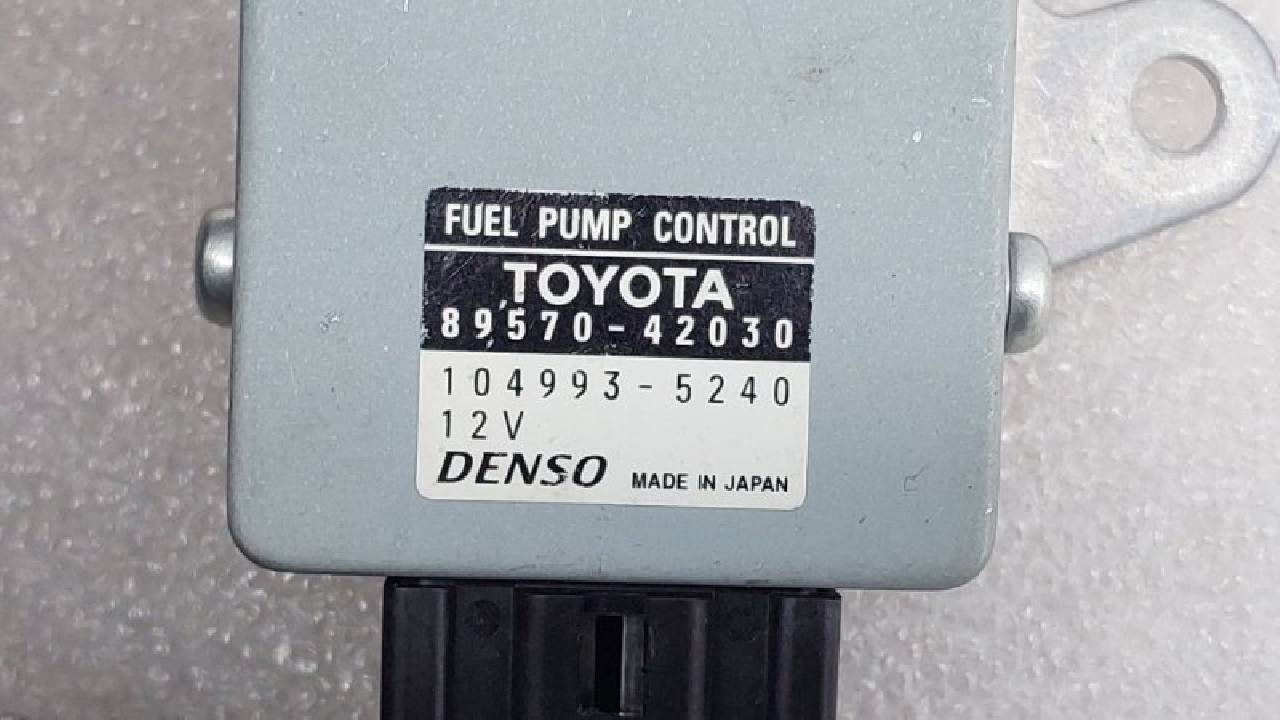 FUEL PUMP CONTROL
TOYOTA
89570-42030
104993-5240
12V
DENSO MADE IN JAPAN